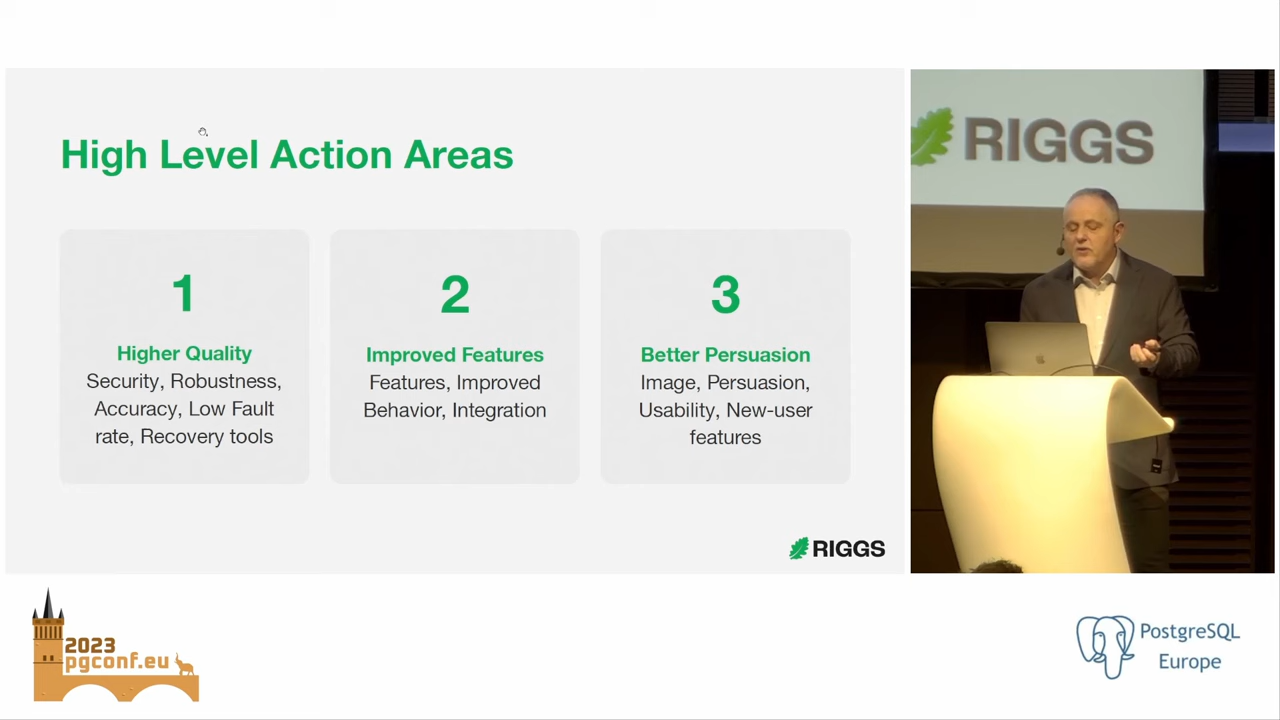 High Level Action Areas
1
Higher Quality
Security, Robustness,
Accuracy, Low Fault
rate, Recovery tools
2
Improved Features
Features, Improved
Behavior, Integration
3
Better Persuasion
Image, Persuasion,
Usability, New-user
features
RIGGS
RIGGS
2023
pgconf.eu
PostgreSQL
Europe